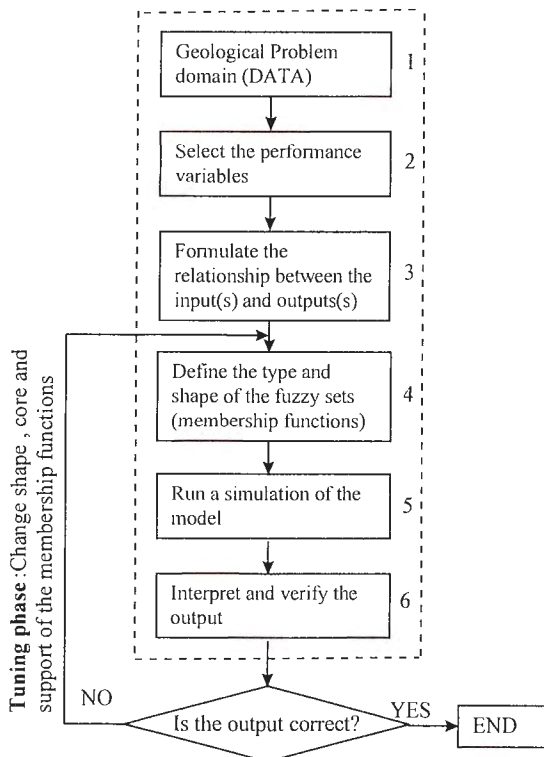 Geological Problem
domain (DATA)
1
Select the performance
variables
2
Formulate the
relationship between the
input(s) and outputs(s)
3
Define the type and
shape of the fuzzy sets
(membership functions)
4
Run a simulation of the
model
5
Interpret and verify the
output
6
Tuning phase :Change shape , core and
support of the membership functions
NO
Is the output correct?
YES
END